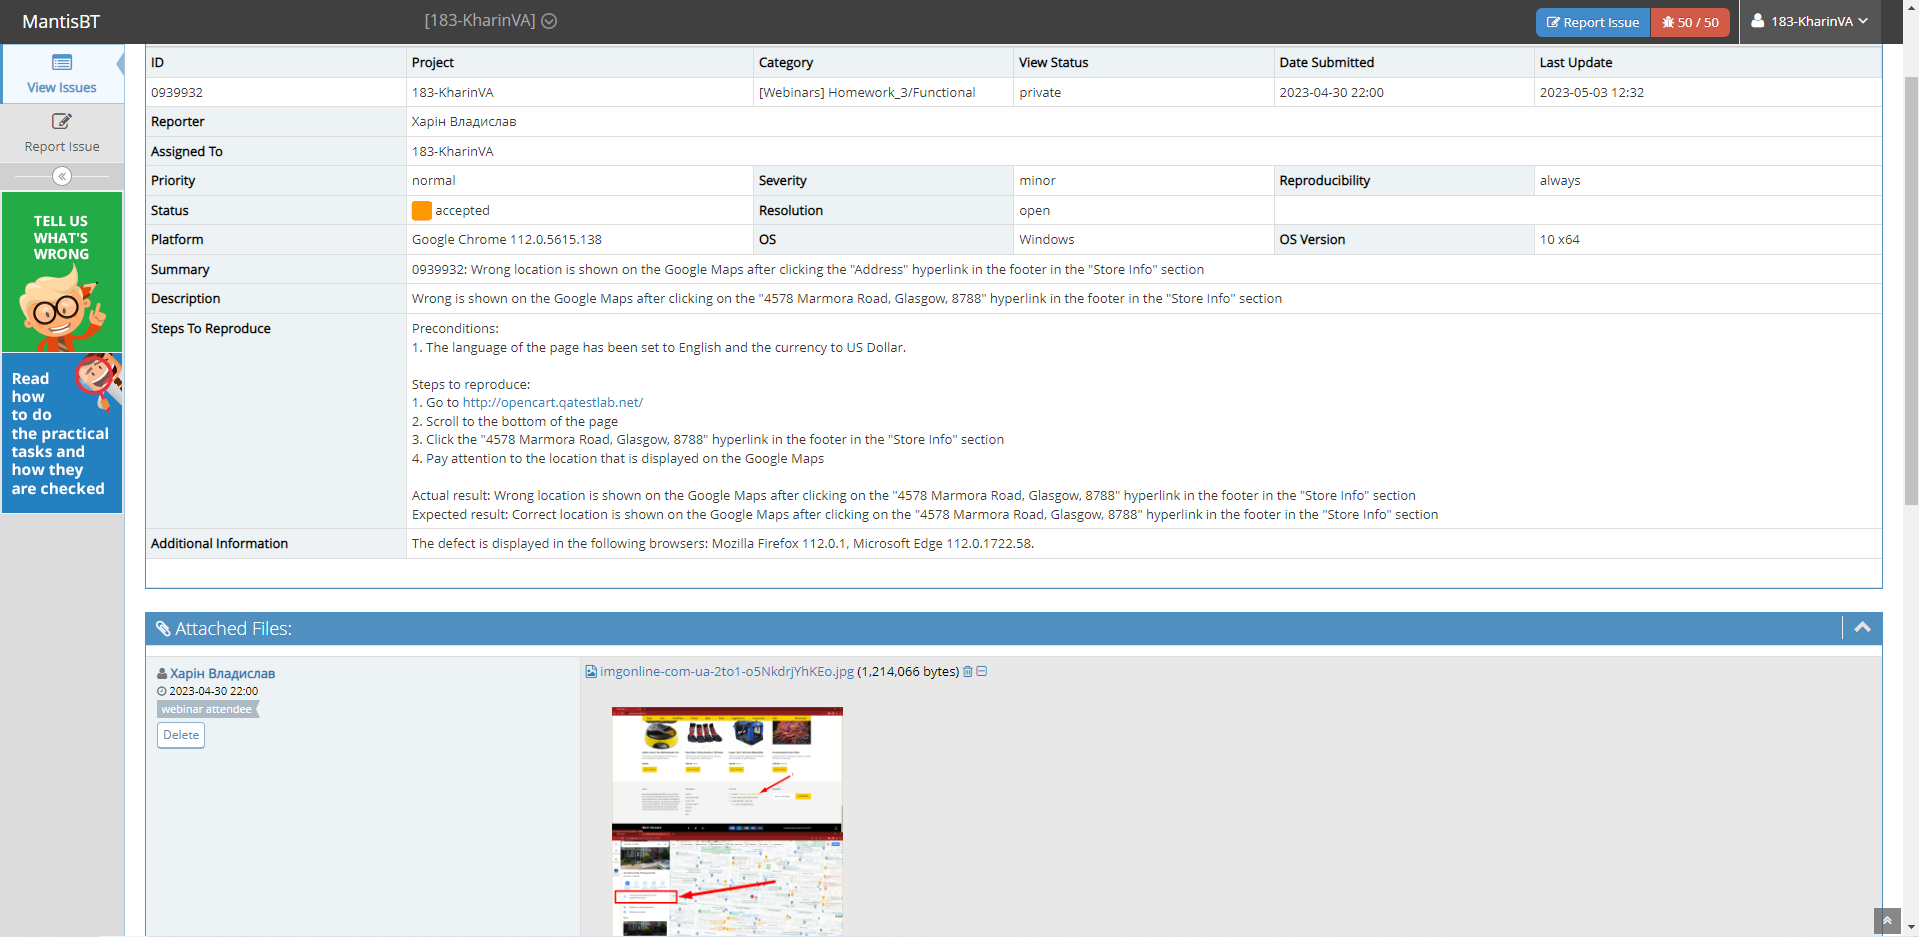 MantisBT
[183-KharinVA]
Report Issue
50 / 50
183-KharinVA
View Issues
Report Issue
TELL US
WHAT'S
WRONG
Read
how
to do
the practical
tasks and
how they
are checked
ID Project Category View Status Date Submitted Last Update
0939932 183-KharinVA [Webinars] Homework_3/Functional private 2023-04-30 22:00 2023-05-03 12:32
Reporter Харін Владислав
Assigned To 183-KharinVA
Priority normal Severity minor Reproducibility always
Status accepted Resolution open
Platform Google Chrome 112.0.5615.138 OS Windows OS Version 10 x64
Summary 0939932: Wrong location is shown on the Google Maps after clicking the "Address" hyperlink in the footer in the "Store Info" section
Description Wrong is shown on the Google Maps after clicking on the "4578 Marmora Road, Glasgow, 8788" hyperlink in the footer in the "Store Info" section
Steps To Reproduce Preconditions:
1. The language of the page has been set to English and the currency to US Dollar.
Steps to reproduce:
1. Go to http://opencart.qatestlab.net/
2. Scroll to the bottom of the page
3. Click the "4578 Marmora Road, Glasgow, 8788" hyperlink in the footer in the "Store Info" section
4. Pay attention to the location that is displayed on the Google Maps
Actual result: Wrong location is shown on the Google Maps after clicking on the "4578 Marmora Road, Glasgow, 8788" hyperlink in the footer in the "Store Info" section
Expected result: Correct location is shown on the Google Maps after clicking on the "4578 Marmora Road, Glasgow, 8788" hyperlink in the footer in the "Store Info" section
Additional Information The defect is displayed in the following browsers: Mozilla Firefox 112.0.1, Microsoft Edge 112.0.1722.58.
Attached Files:
Харін Владислав
2023-04-30 22:00
webinar attendee
Delete
imgonline-com-ua-2to1-o5NkdrjYhKEo.jpg (1,214,066 bytes)